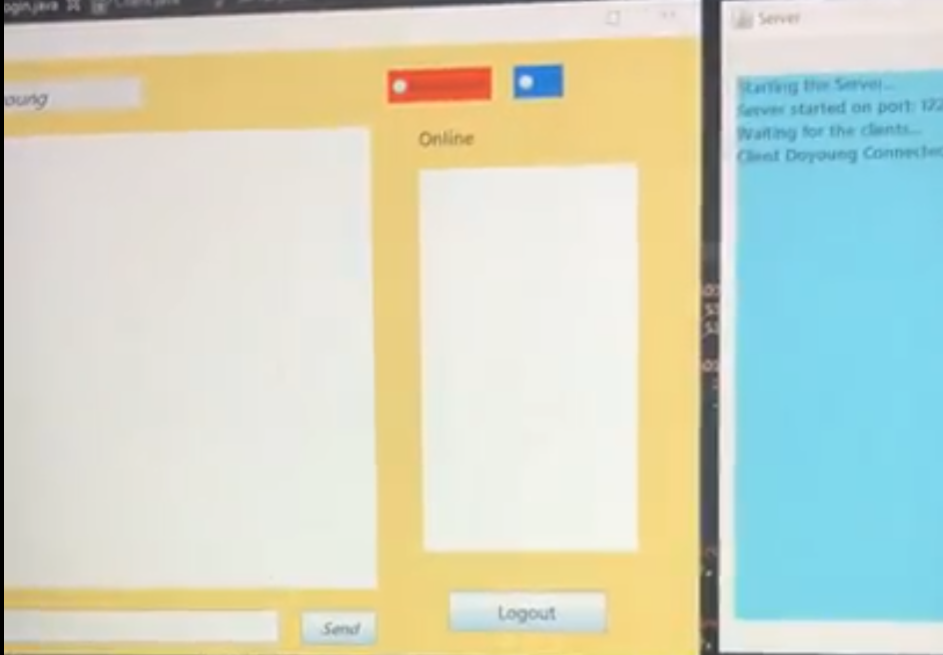 ogin.java
Client.java
oung
Online
Send
Logout
Server
Starting the Server...
Server started on port: 122
Waiting for the clients...
Client Doyoung Connected